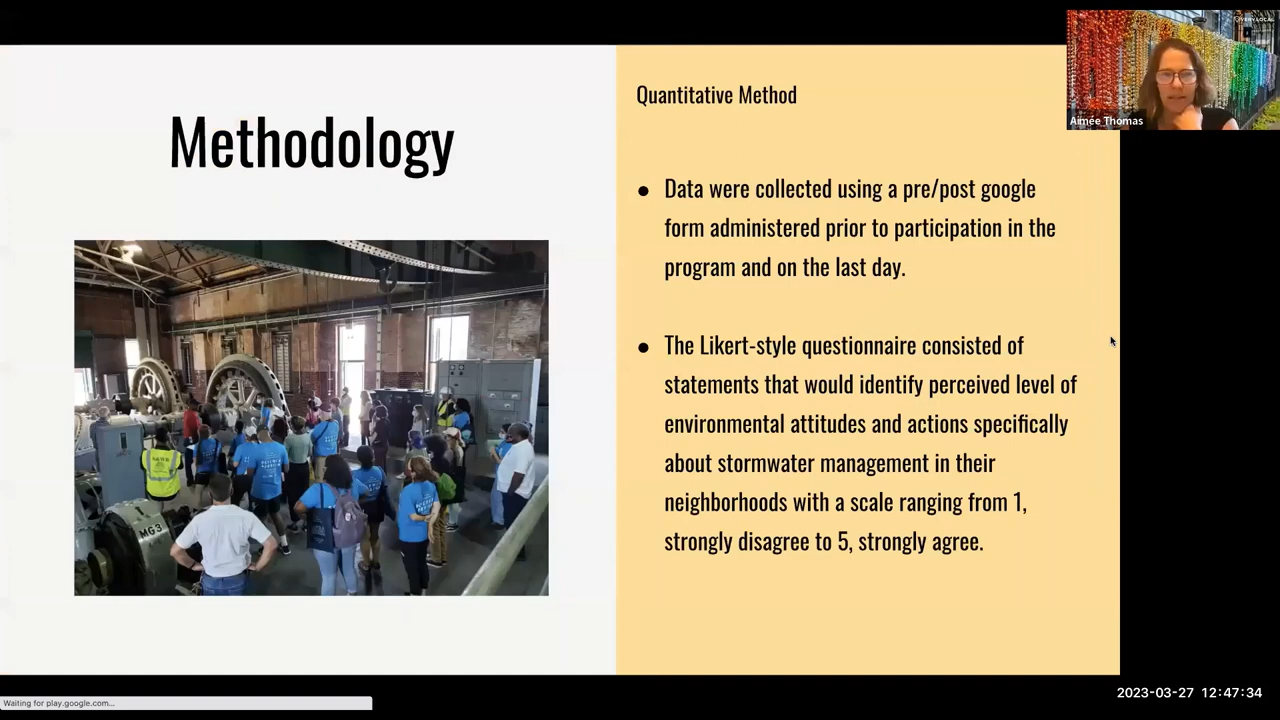 Methodology
Quantitative Method
● Data were collected using a pre/post google
form administered prior to participation in the
program and on the last day.
● The Likert-style questionnaire consisted of
statements that would identify perceived level of
environmental attitudes and actions specifically
about stormwater management in their
neighborhoods with a scale ranging from 1,
strongly disagree to 5, strongly agree.
Aimée Thomas
MG3
Waiting for play.google.com...
2023-03-27 12:47:34